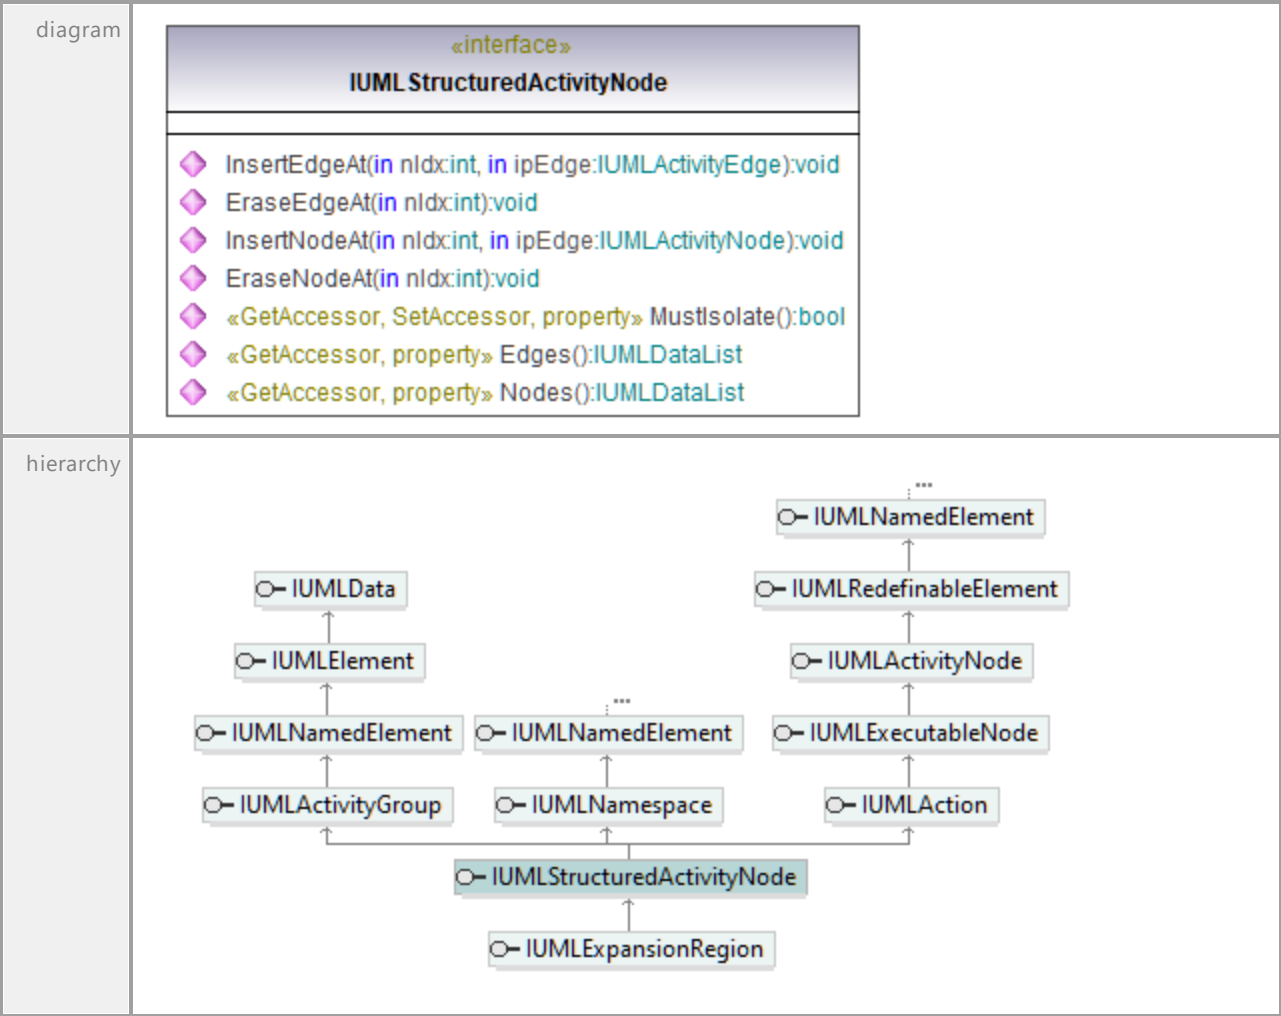 diagram
«interface»
IUMLStructuredActivityNode
InsertEdgeAt(in nIdx:int, in ipEdge:IUMLActivityEdge):void
EraseEdgeAt(in nIdx:int):void
InsertNodeAt(in nIdx:int, in ipEdge:IUMLActivityNode):void
EraseNodeAt(in nIdx:int):void
«GetAccessor, SetAccessor, property» MustIsolate():bool
«GetAccessor, property» Edges():IUMLDataList
«GetAccessor, property» Nodes():IUMLDataList
hierarchy
...
IUMLNamedElement
IUMLData
IUMLRedefinableElement
IUMLElement
IUMLActivityNode
...
IUMLNamedElement
IUMLNamedElement
IUMLExecutableNode
IUMLActivityGroup
IUMLNamespace
IUMLAction
IUMLStructuredActivityNode
IUMLExpansionRegion